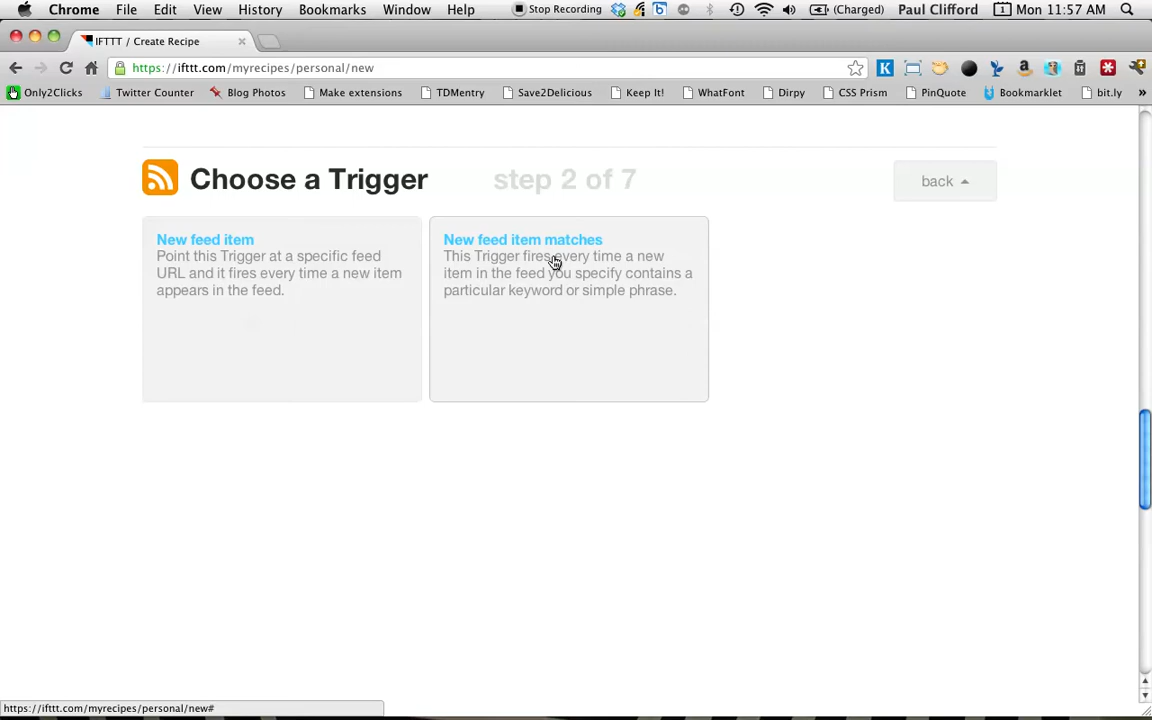 Chrome File Edit View History Bookmarks Window Help Stop Recording (Charged) Paul Clifford 1 Mon 11:57 AM
IFTTT / Create Recipe
https://ifttt.com/myrecipes/personal/new
Only2Clicks Twitter Counter Blog Photos Make extensions TDMentry Save2Delicious Keep It! WhatFont Dirpy CSS Prism PinQuote Bookmarklet bit.ly »
Choose a Trigger step 2 of 7 back
New feed item
Point this Trigger at a specific feed
URL and it fires every time a new item
appears in the feed.
New feed item matches
This Trigger fires every time a new
item in the feed you specify contains a
particular keyword or simple phrase.
https://ifttt.com/myrecipes/personal/new#